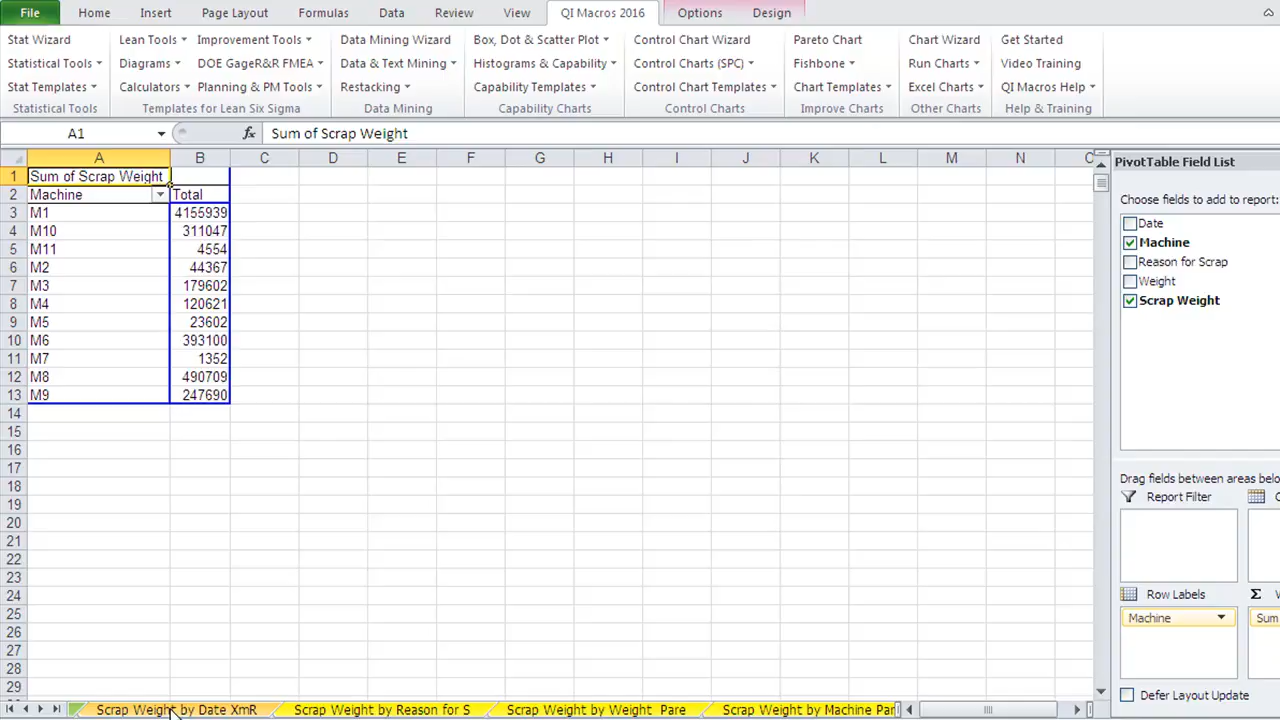 File Home Insert Page Layout Formulas Data Review View QI Macros 2016 Options Design
Stat Wizard Lean Tools Improvement Tools Data Mining Wizard Box, Dot & Scatter Plot Control Chart Wizard Pareto Chart Chart Wizard Get Started
Statistical Tools Diagrams DOE GageR&R FMEA Data & Text Mining Histograms & Capability Control Charts (SPC) Fishbone Run Charts Video Training
Stat Templates Calculators Planning & PM Tools Restacking Capability Templates Control Chart Templates Chart Templates Excel Charts QI Macros Help
Statistical Tools Templates for Lean Six Sigma Data Mining Capability Charts Control Charts Improve Charts Other Charts Help & Training
A1 fx Sum of Scrap Weight
A B C D E F G H I J K L M N
1 Sum of Scrap Weight
2 Machine Total
3 M1 4155939
4 M10 311047
5 M11 4554
6 M2 44367
7 M3 179602
8 M4 120621
9 M5 23602
10 M6 393100
11 M7 1352
12 M8 490709
13 M9 247690
14
15
16
17
18
19
20
21
22
23
24
25
26
27
28
29
PivotTable Field List
Choose fields to add to report:
Date
Machine
Reason for Scrap
Weight
Scrap Weight
Drag fields between areas belo
Report Filter
Row Labels Σ
Machine Sum
Defer Layout Update
Scrap Weight by Date XmR Scrap Weight by Reason for S Scrap Weight by Weight Pare Scrap Weight by Machine Par